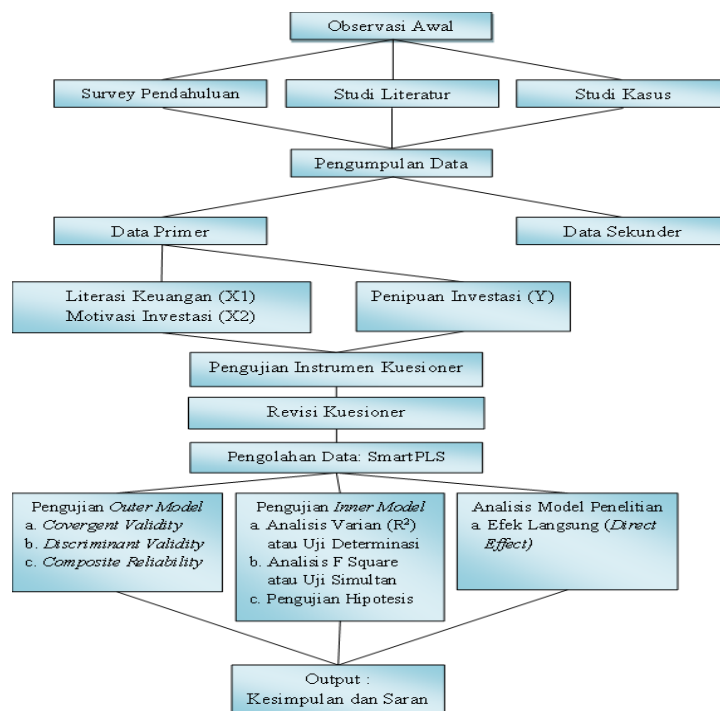 Observasi Awal
Survey Pendahuluan
Studi Literatur
Studi Kasus
Pengumpulan Data
Data Primer
Data Sekunder
Literasi Keuangan (X1)
Motivasi Investasi (X2)
Penipuan Investasi (Y)
Pengujian Instrumen Kuesioner
Revisi Kuesioner
Pengolahan Data: SmartPLS
Pengujian Outer Model
a. Covergent Validity
b. Discriminant Validity
c. Composite Reliability
Pengujian Inner Model
a. Analisis Varian (R²)
atau Uji Determinasi
b. Analisis F Square
atau Uji Simultan
c. Pengujian Hipotesis
Analisis Model Penelitian
a. Efek Langsung (Direct
Effect)
Output :
Kesimpulan dan Saran